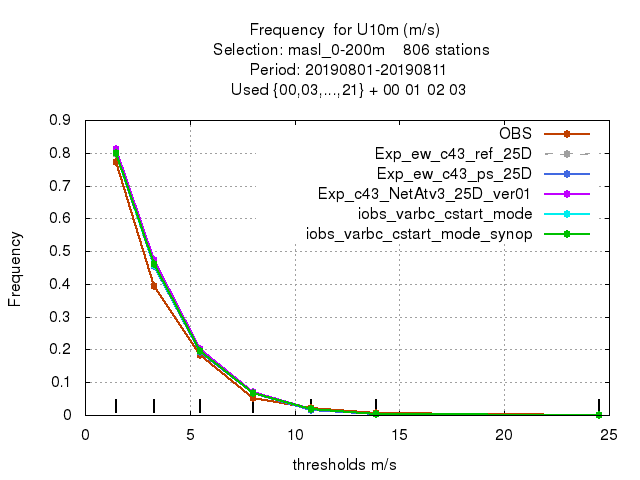 Frequency  for U10m (m/s)
Selection: masl_0-200m    806 stations
Period: 20190801-20190811
Used {00,03,...,21} + 00 01 02 03
OBS
Exp_ew_c43_ref_25D
Exp_ew_c43_ps_25D
Exp_c43_NetAtv3_25D_ver01
iobs_varbc_cstart_mode
iobs_varbc_cstart_mode_synop
Frequency
0.9
0.8
0.7
0.6
0.5
0.4
0.3
0.2
0.1
0
0 5 10 15 20 25
thresholds m/s